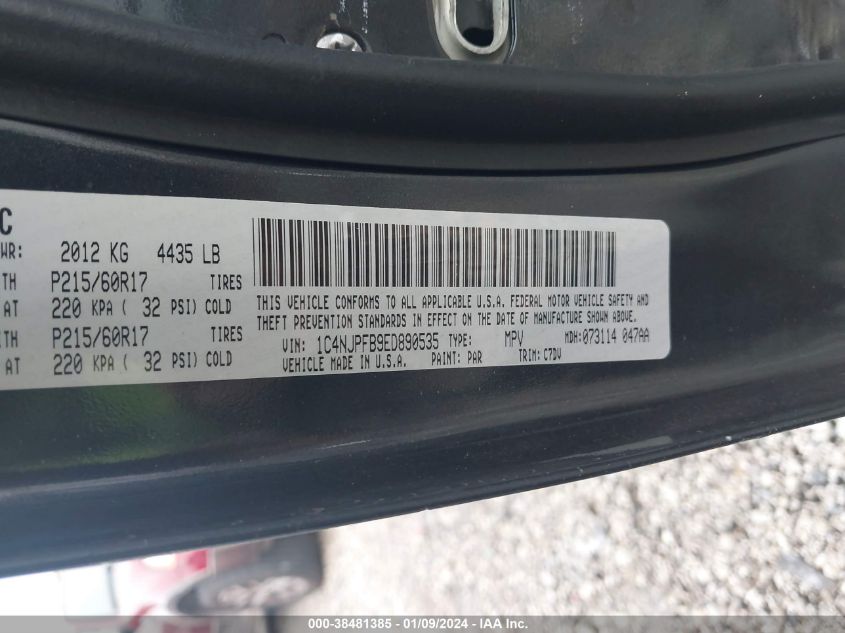 C
WR: 2012 KG 4435 LB
TH P215/60R17 TIRES
AT 220 KPA ( 32 PSI) COLD
ITH P215/60R17 TIRES
AT 220 KPA ( 32 PSI) COLD
THIS VEHICLE CONFORMS TO ALL APPLICABLE U.S.A. FEDERAL MOTOR VEHICLE SAFETY AND
THEFT PREVENTION STANDARDS IN EFFECT ON THE DATE OF MANUFACTURE SHOWN ABOVE.
VIN: 1C4NJPFB9ED890535 TYPE: MPV MDH:073114 047AA
VEHICLE MADE IN U.S.A. PAINT: PAR TRIM: C7DV
000-38481385 - 01/09/2024 - IAA Inc.